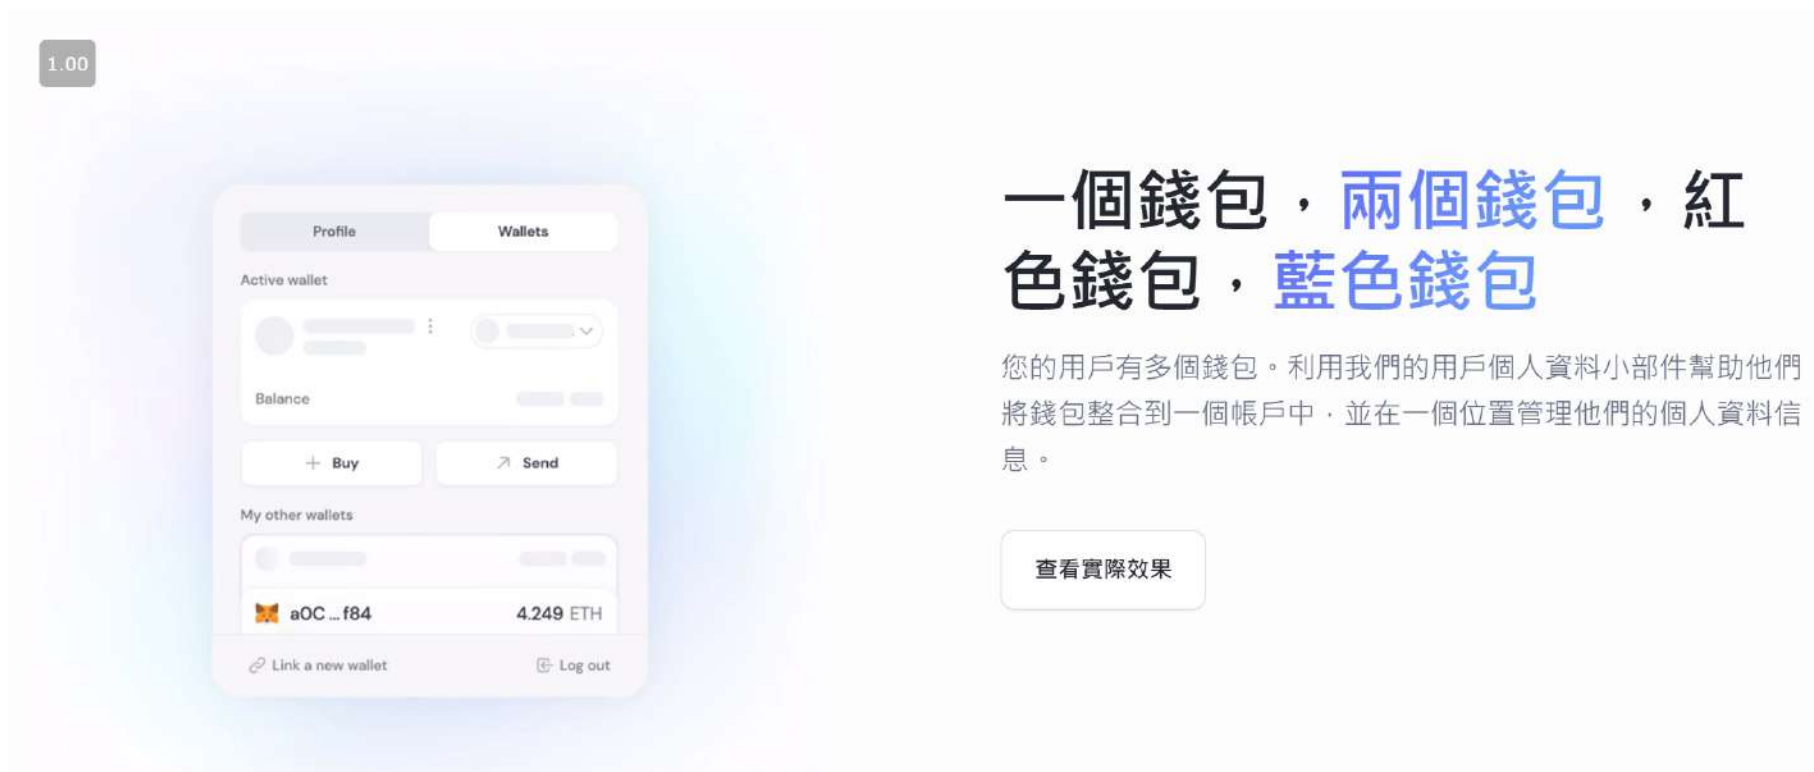 1.00
Profile
Wallets
Active wallet
Balance
Buy
Send
My other wallets
aOC ... f84
4.249 ETH
Link a new wallet
Log out
一個錢包，兩個錢包，紅
色錢包，藍色錢包
您的用戶有多個錢包。利用我們的用戶個人資料小部件幫助他們
將錢包整合到一個帳戶中，並在一個位置管理他們的個人資料信
息。
查看實際效果